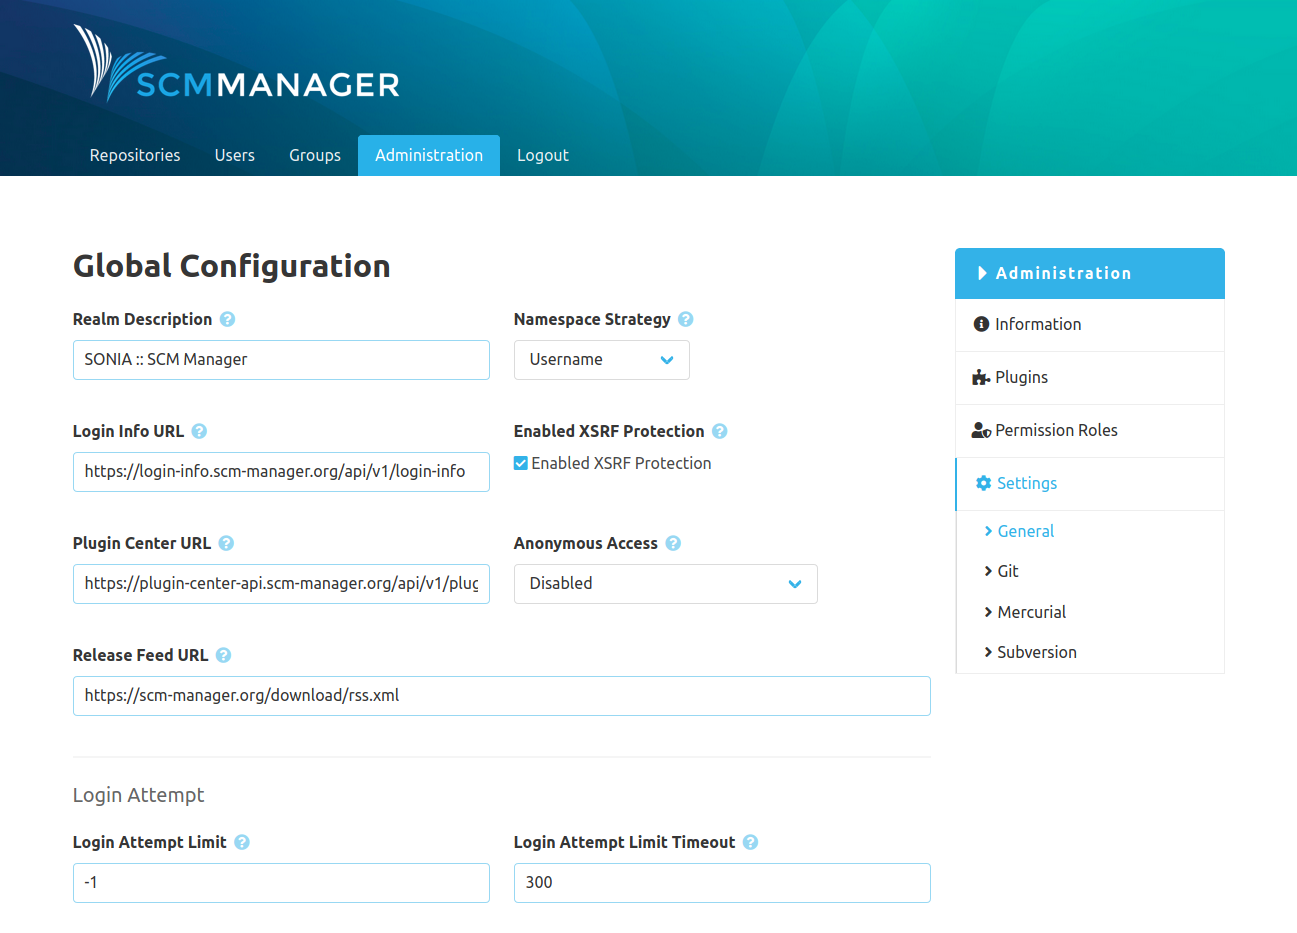 SCMMANAGER
Repositories Users Groups Administration Logout
Global Configuration
Realm Description
SONIA :: SCM Manager
Namespace Strategy
Username
Login Info URL
https://login-info.scm-manager.org/api/v1/login-info
Enabled XSRF Protection
Enabled XSRF Protection
Plugin Center URL
https://plugin-center-api.scm-manager.org/api/v1/plug
Anonymous Access
Disabled
Release Feed URL
https://scm-manager.org/download/rss.xml
Login Attempt
Login Attempt Limit
-1
Login Attempt Limit Timeout
300
Administration
Information
Plugins
Permission Roles
Settings
General
Git
Mercurial
Subversion